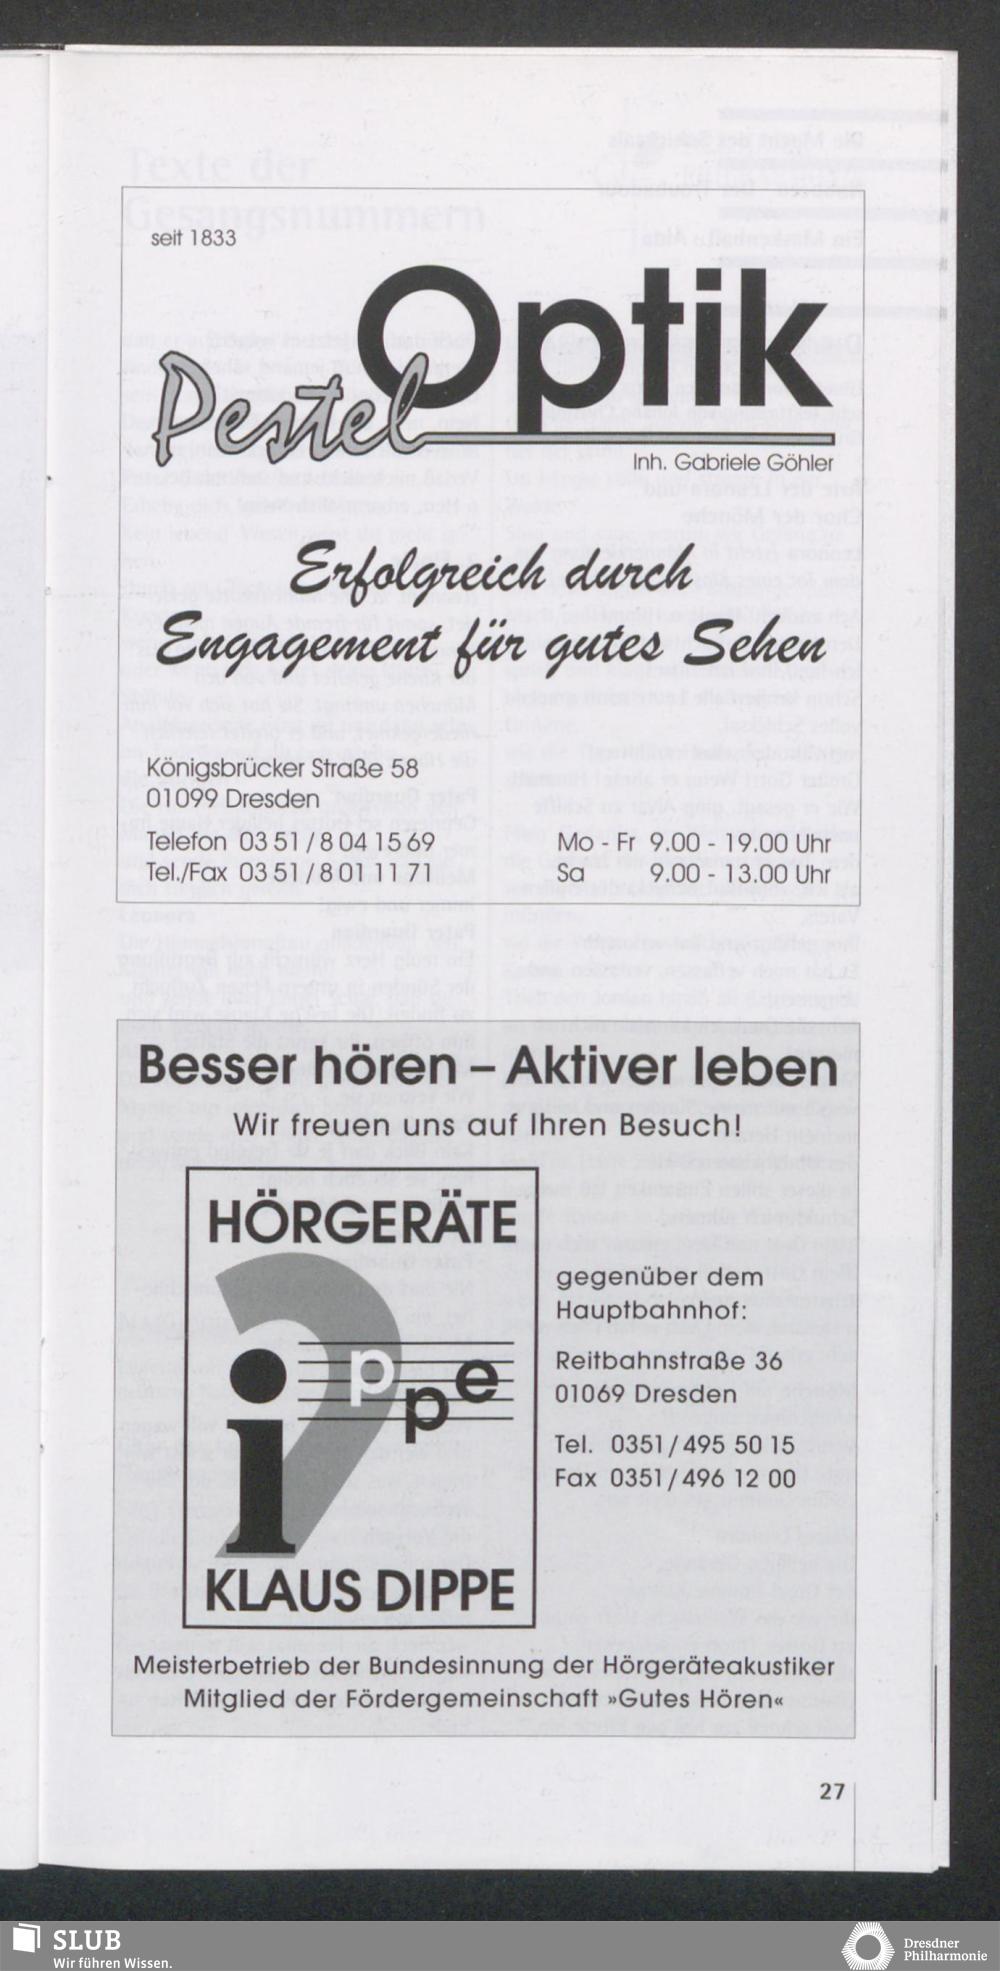 seit 1833
Pestel Optik
Inh. Gabriele Göhler
Erfolgreich durch
Engagement für gutes Sehen
Königsbrücker Straße 58
01099 Dresden
Telefon 03 51 / 8 04 15 69
Tel./Fax 03 51 / 8 01 11 71
Mo - Fr 9.00 - 19.00 Uhr
Sa 9.00 - 13.00 Uhr
Besser hören – Aktiver leben
Wir freuen uns auf Ihren Besuch!
HÖRGERÄTE
ippe
KLAUS DIPPE
gegenüber dem
Hauptbahnhof:
Reitbahnstraße 36
01069 Dresden
Tel. 0351 / 495 50 15
Fax 0351 / 496 12 00
Meisterbetrieb der Bundesinnung der Hörgeräteakustiker
Mitglied der Fördergemeinschaft »Gutes Hören«
27
SLUB
Wir führen Wissen.
Dresdner
Philharmonie